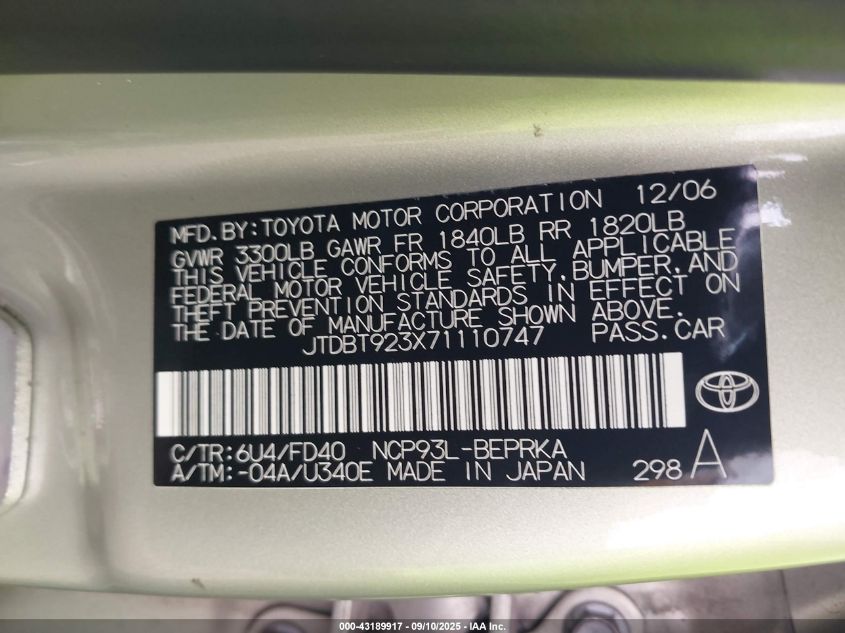 MFD. BY: TOYOTA MOTOR CORPORATION 12/06
GVWR 3300LB GAWR FR 1840LB RR 1820LB
THIS VEHICLE CONFORMS TO ALL APPLICABLE
FEDERAL MOTOR VEHICLE SAFETY, BUMPER, AND
THEFT PREVENTION STANDARDS IN EFFECT ON
THE DATE OF MANUFACTURE SHOWN ABOVE.
JTDBT923X71110747 PASS. CAR
C/TR: 6U4/FD40 NCP93L-BEPRKA
A/TM: -04A/U340E MADE IN JAPAN 298 A
000-43189917 - 09/10/2025 - IAA, Inc.